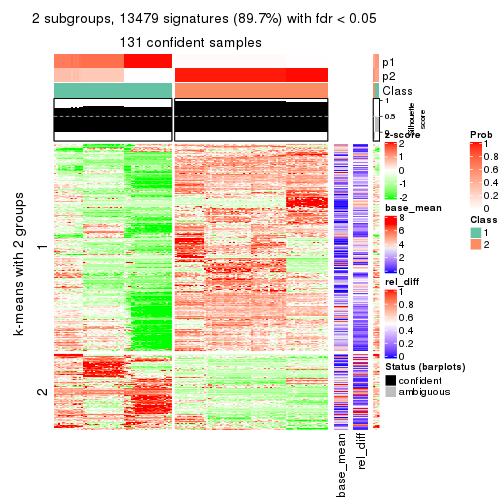 2 subgroups, 13479 signatures (89.7%) with fdr < 0.05
131 confident samples
p1
p2
Class
1
0.5
0
Silhouette
score
k-means with 2 groups
1
2
z-score
2
1
0
-1
-2
base_mean
8
6
4
2
0
rel_diff
1
0.8
0.6
0.4
0.2
0
Status (barplots)
confident
ambiguous
Prob
1
0.8
0.6
0.4
0.2
0
Class
1
2
base_mean
rel_diff